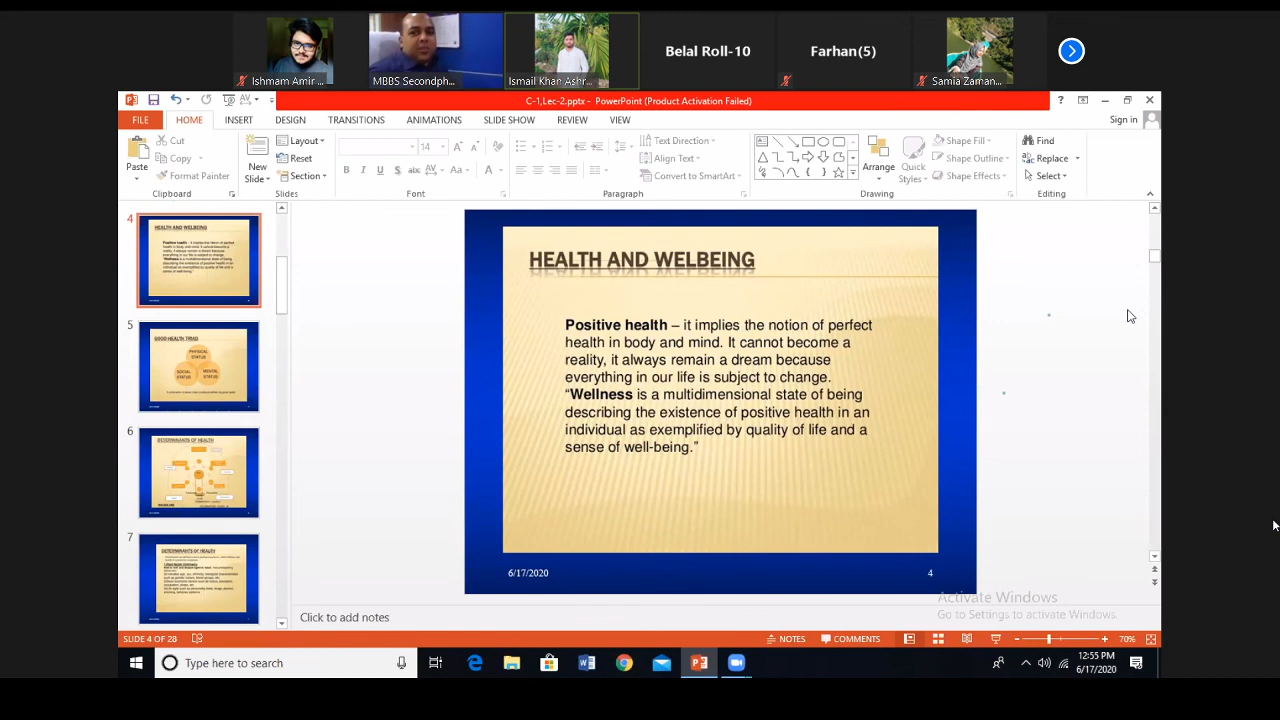 Ishmam Amir ...
MBBS Secondph...
Ismail Khan Ashr...
Belal Roll-10
Farhan(5)
Samia Zaman...
C-1,Lec-2.pptx - PowerPoint (Product Activation Failed)
FILE HOME INSERT DESIGN TRANSITIONS ANIMATIONS SLIDE SHOW REVIEW VIEW Sign in
Paste
Cut
Copy
Format Painter
Clipboard
New Slide
Layout
Reset
Section
Slides
14
Font
Text Direction
Align Text
Convert to SmartArt
Paragraph
Arrange
Quick Styles
Shape Fill
Shape Outline
Shape Effects
Drawing
Find
Replace
Select
Editing
4
HEALTH AND WELBEING
5
GOOD HEALTH TRIAD
PHYSICAL STATUS
SOCIAL STATUS
MENTAL STATUS
6
DETERMINANTS OF HEALTH
7
DETERMINANTS OF HEALTH
HEALTH AND WELBEING
Positive health – it implies the notion of perfect
health in body and mind. It cannot become a
reality, it always remain a dream because
everything in our life is subject to change.
“Wellness is a multidimensional state of being
describing the existence of positive health in an
individual as exemplified by quality of life and a
sense of well-being.”
6/17/2020 4
Activate Windows
Go to Settings to activate Windows.
Click to add notes
SLIDE 4 OF 28 NOTES COMMENTS 70%
Type here to search
12:55 PM
6/17/2020